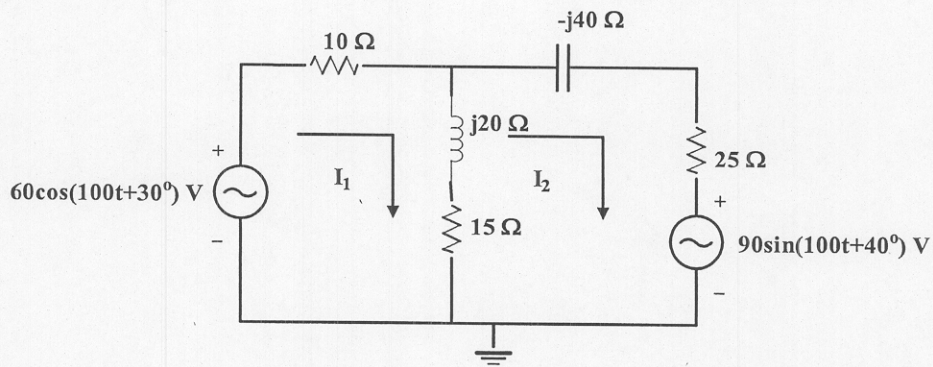 -j40 Ω
10 Ω
j20 Ω
+
I₁
I₂
25 Ω
+
60cos(100t+30°) V
15 Ω
–
90sin(100t+40°) V
–